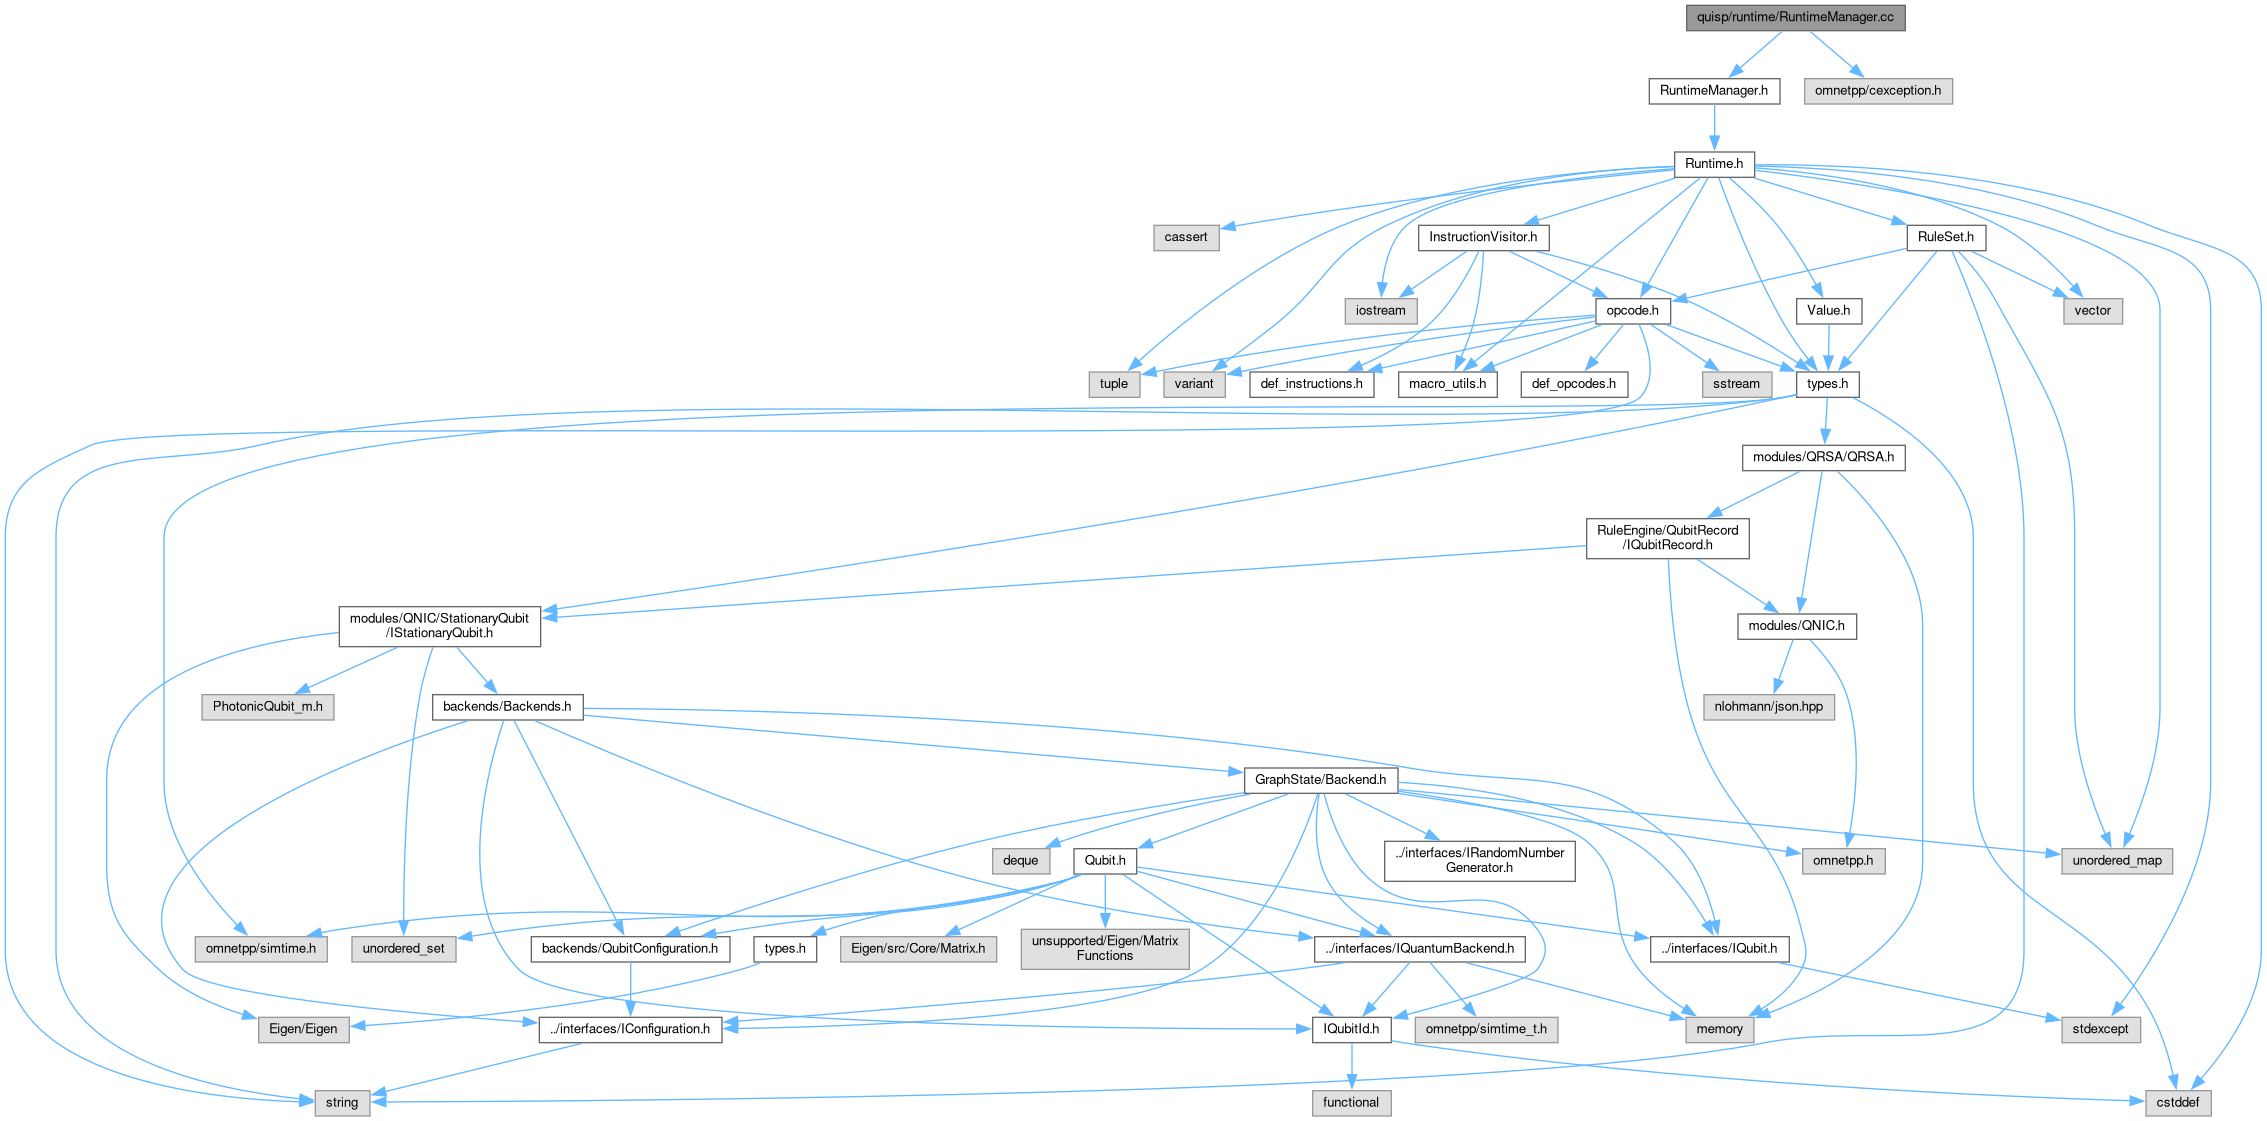 quisp/runtime/RuntimeManager.cc
RuntimeManager.h
omnetpp/cexception.h
Runtime.h
cassert
InstructionVisitor.h
RuleSet.h
iostream
opcode.h
Value.h
vector
tuple
variant
def_instructions.h
macro_utils.h
def_opcodes.h
sstream
types.h
modules/QRSA/QRSA.h
RuleEngine/QubitRecord
/IQubitRecord.h
modules/QNIC/StationaryQubit
/IStationaryQubit.h
modules/QNIC.h
PhotonicQubit_m.h
backends/Backends.h
nlohmann/json.hpp
GraphState/Backend.h
deque
Qubit.h
../interfaces/IRandomNumber
Generator.h
omnetpp.h
unordered_map
omnetpp/simtime.h
unordered_set
backends/QubitConfiguration.h
types.h
Eigen/src/Core/Matrix.h
unsupported/Eigen/Matrix
Functions
../interfaces/IQuantumBackend.h
../interfaces/IQubit.h
Eigen/Eigen
../interfaces/IConfiguration.h
IQubitId.h
omnetpp/simtime_t.h
memory
stdexcept
string
functional
cstddef